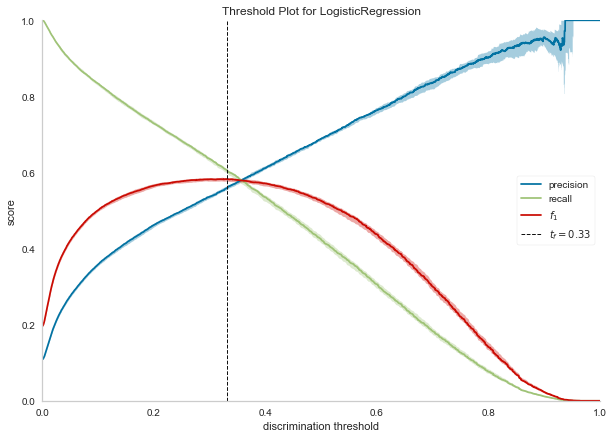 Threshold Plot for LogisticRegression
1.0
0.8
0.6
0.4
0.2
0.0
score
precision
recall
f₁
tᵣ = 0.33
0.0 0.2 0.4 0.6 0.8 1.0
discrimination threshold